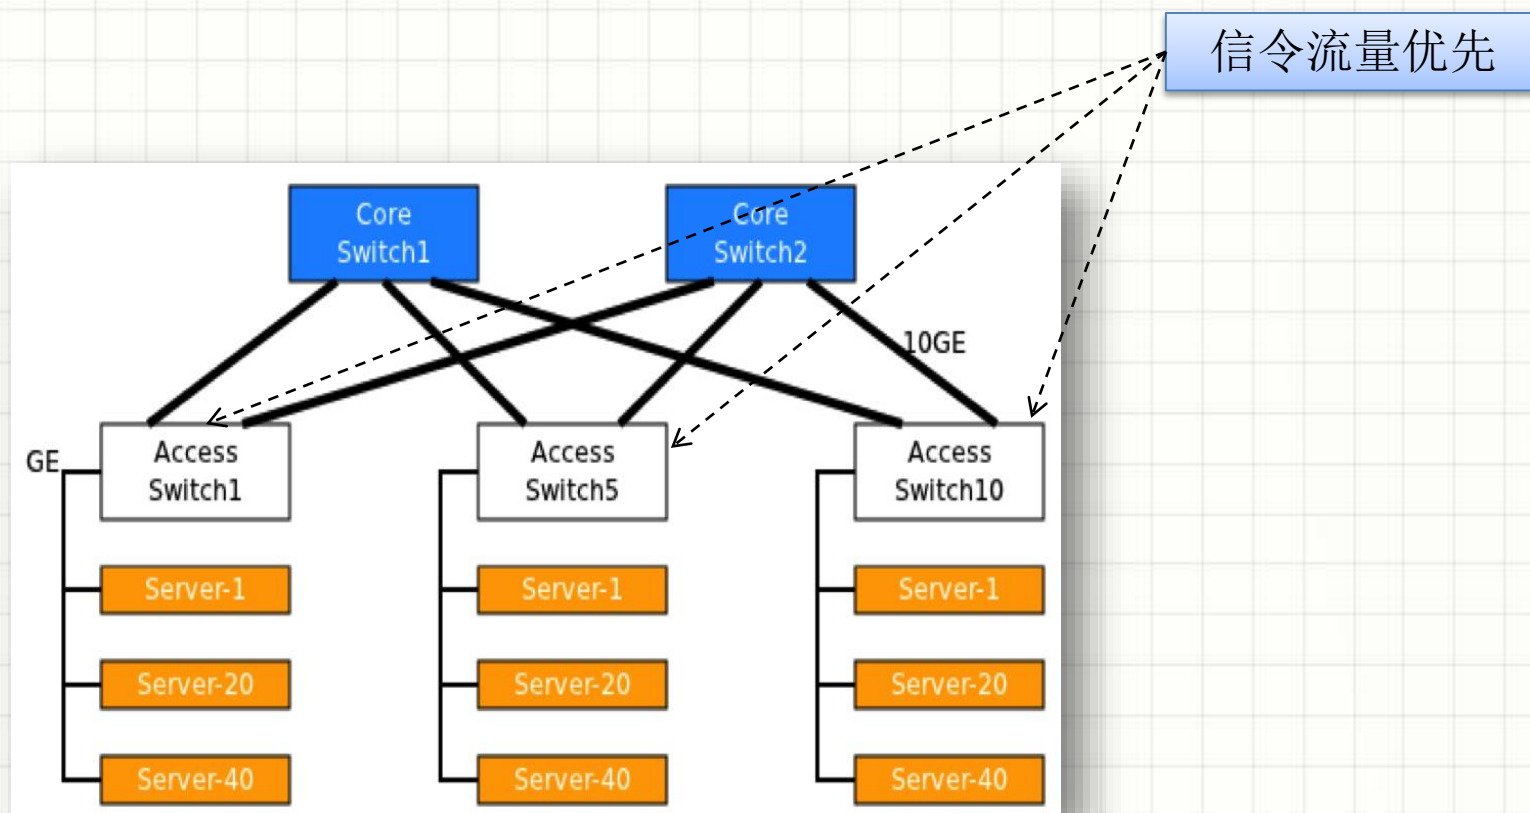 信令流量优先
Core
Switch1
Core
Switch2
10GE
GE
Access
Switch1
Access
Switch5
Access
Switch10
Server-1
Server-1
Server-1
Server-20
Server-20
Server-20
Server-40
Server-40
Server-40